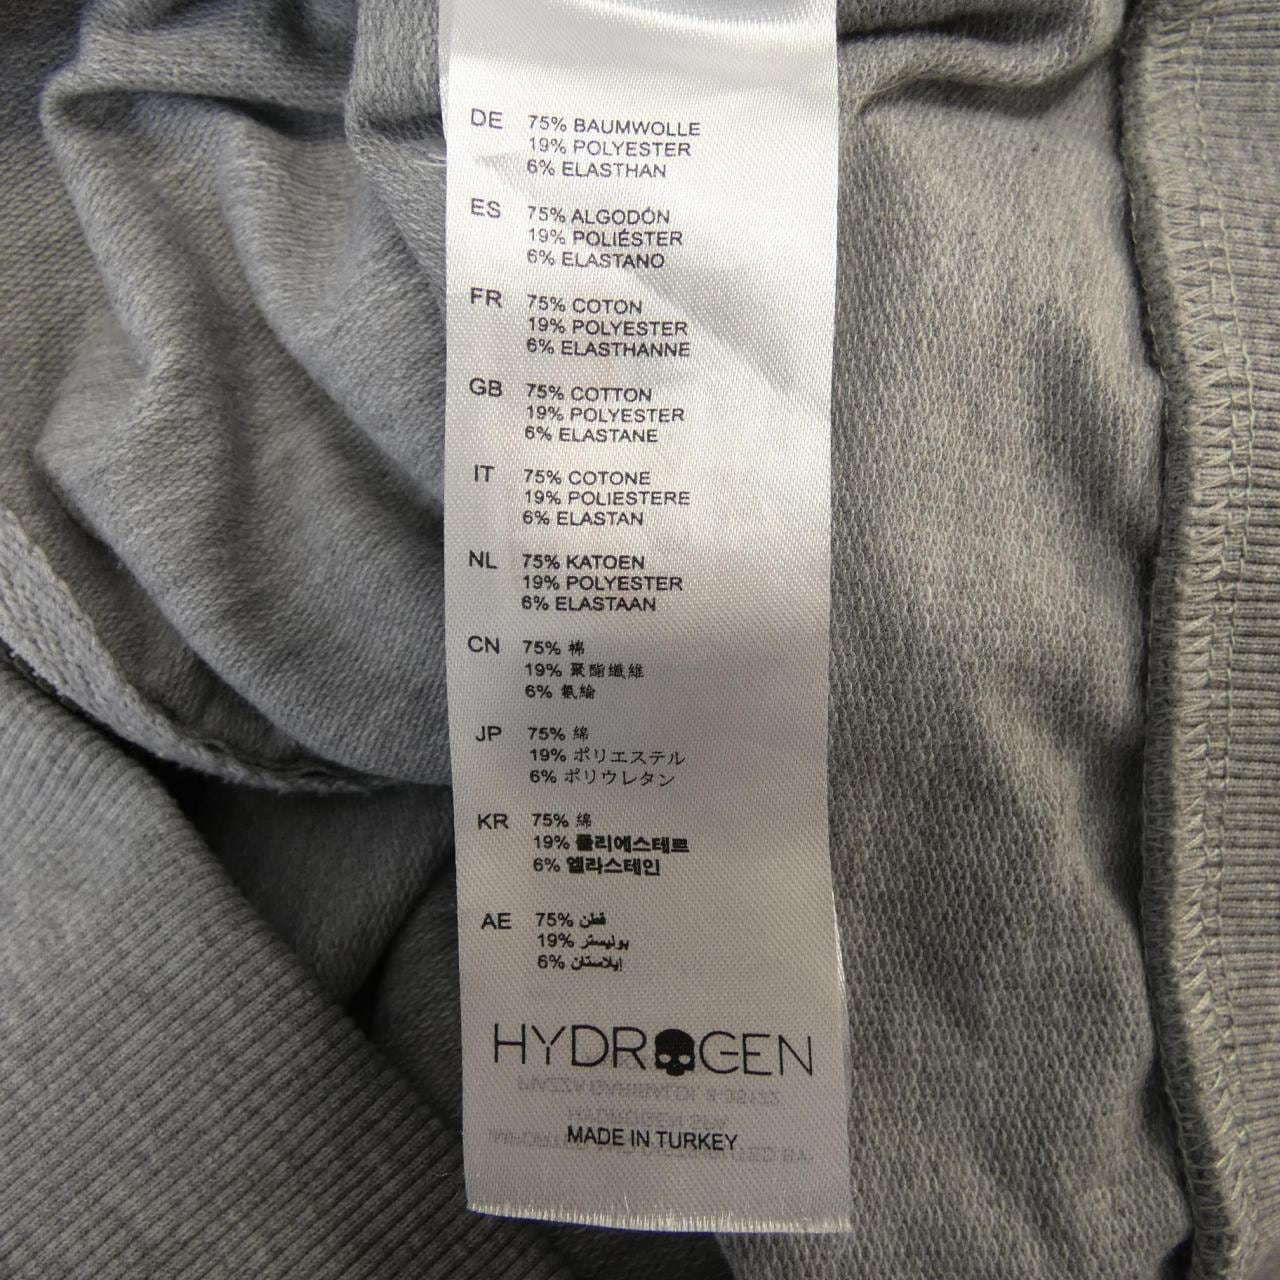 DE 75% BAUMWOLLE
19% POLYESTER
6% ELASTHAN
ES 75% ALGODÓN
19% POLIÉSTER
6% ELASTANO
FR 75% COTON
19% POLYESTER
6% ELASTHANNE
GB 75% COTTON
19% POLYESTER
6% ELASTANE
IT 75% COTONE
19% POLIESTERE
6% ELASTAN
NL 75% KATOEN
19% POLYESTER
6% ELASTAAN
CN 75% 棉
19% 聚酯纖維
6% 氨綸
JP 75% 綿
19% ポリエステル
6% ポリウレタン
KR 75% 綿
19% 폴리에스테르
6% 엘라스테인
AE 75% قطن
19% بوليستر
6% إيلاستان
HYDROGEN
MADE IN TURKEY